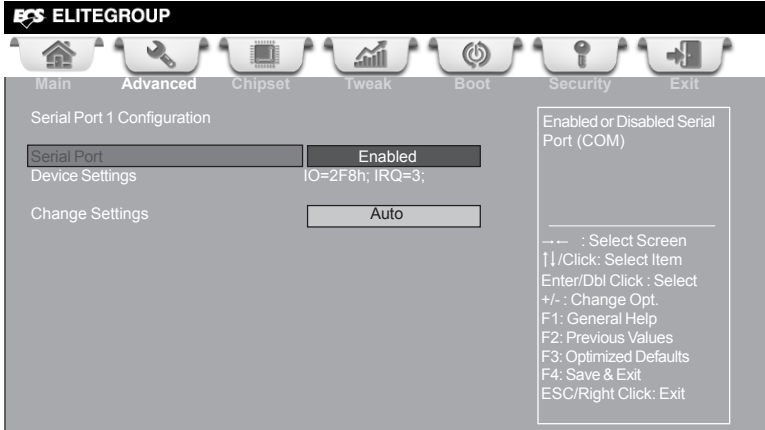 ECS ELITEGROUP
Main Advanced Chipset Tweak Boot Security Exit
Serial Port 1 Configuration
Serial Port Enabled
Device Settings IO=2F8h; IRQ=3;
Change Settings Auto
Enabled or Disabled Serial
Port (COM)
→← : Select Screen
↑↓/Click: Select Item
Enter/Dbl Click : Select
+/- : Change Opt.
F1: General Help
F2: Previous Values
F3: Optimized Defaults
F4: Save & Exit
ESC/Right Click: Exit